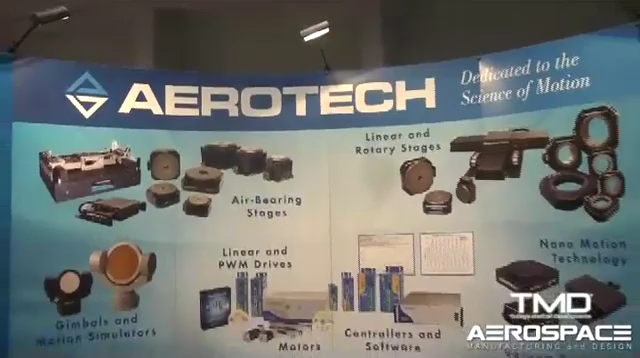 AEROTECH
Dedicated to the
Science of Motion
Linear and
Rotary Stages
Air-Bearing
Stages
Linear and
PWM Drives
Nano Motion
Technology
Gimbals and
Motion Simulators
Motors
Controllers and
Software
TMD
AEROSPACE
MANUFACTURING and DESIGN